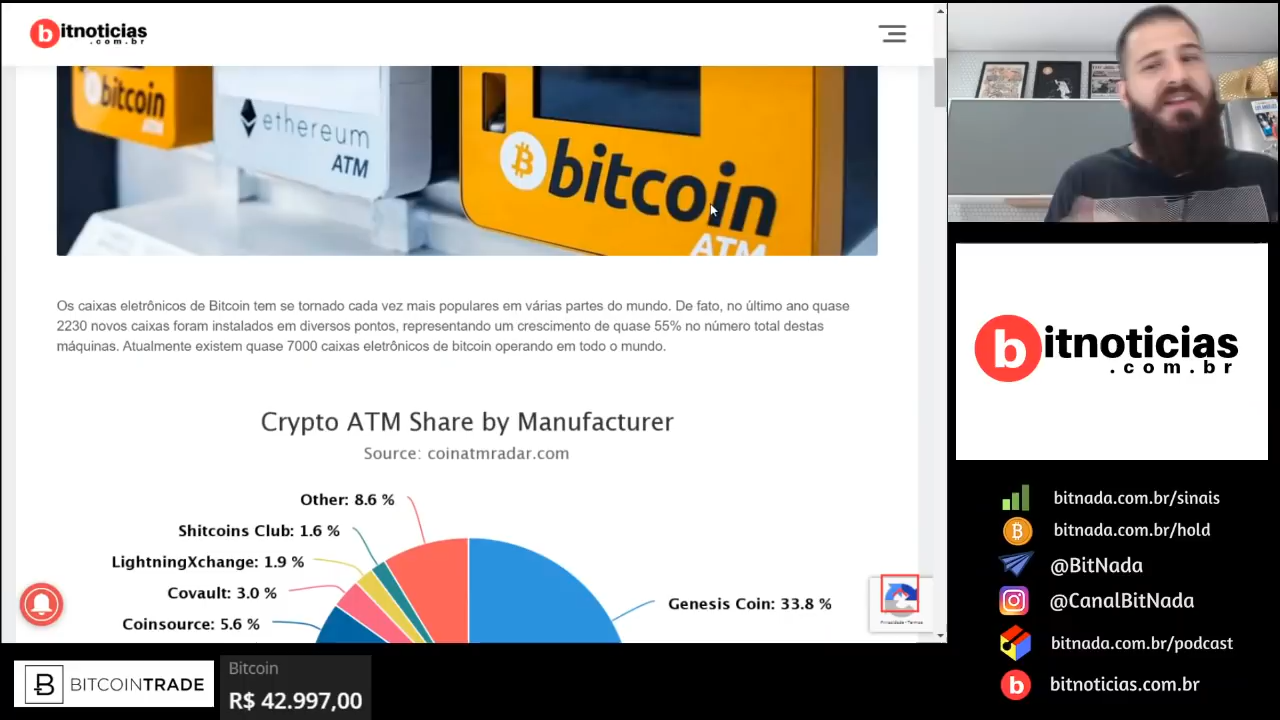 bitnoticias
.com.br
bitcoin
ATM
ethereum
ATM
bitcoin
ATM
Os caixas eletrônicos de Bitcoin tem se tornado cada vez mais populares em várias partes do mundo. De fato, no último ano quase
2230 novos caixas foram instalados em diversos pontos, representando um crescimento de quase 55% no número total destas
máquinas. Atualmente existem quase 7000 caixas eletrônicos de bitcoin operando em todo o mundo.
Crypto ATM Share by Manufacturer
Source: coinatmradar.com
Other: 8.6 %
Shitcoins Club: 1.6 %
LightningXchange: 1.9 %
Covault: 3.0 %
Coinsource: 5.6 %
Genesis Coin: 33.8 %
Privacidade - Termos
bitnoticias
.com.br
bitnada.com.br/sinais
bitnada.com.br/hold
@BitNada
@CanalBitNada
bitnada.com.br/podcast
bitnoticias.com.br
BITCOINTRADE
Bitcoin
R$ 42.997,00